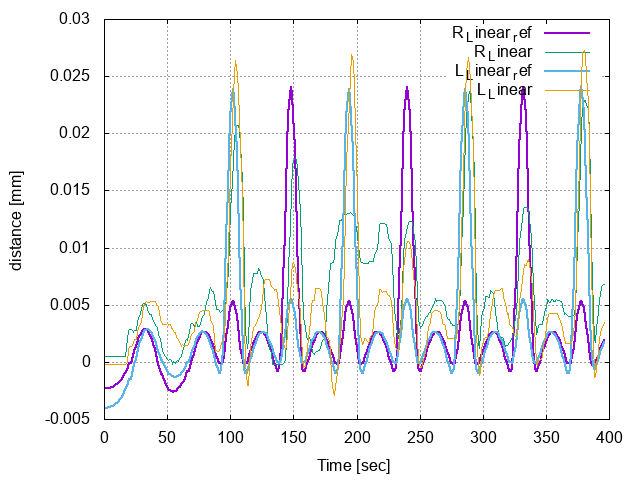 0.03
0.025
0.02
0.015
0.01
0.005
0
-0.005
distance [mm]
R_Linear_ref
R_Linear
L_Linear_ref
L_Linear
0 50 100 150 200 250 300 350 400
Time [sec]